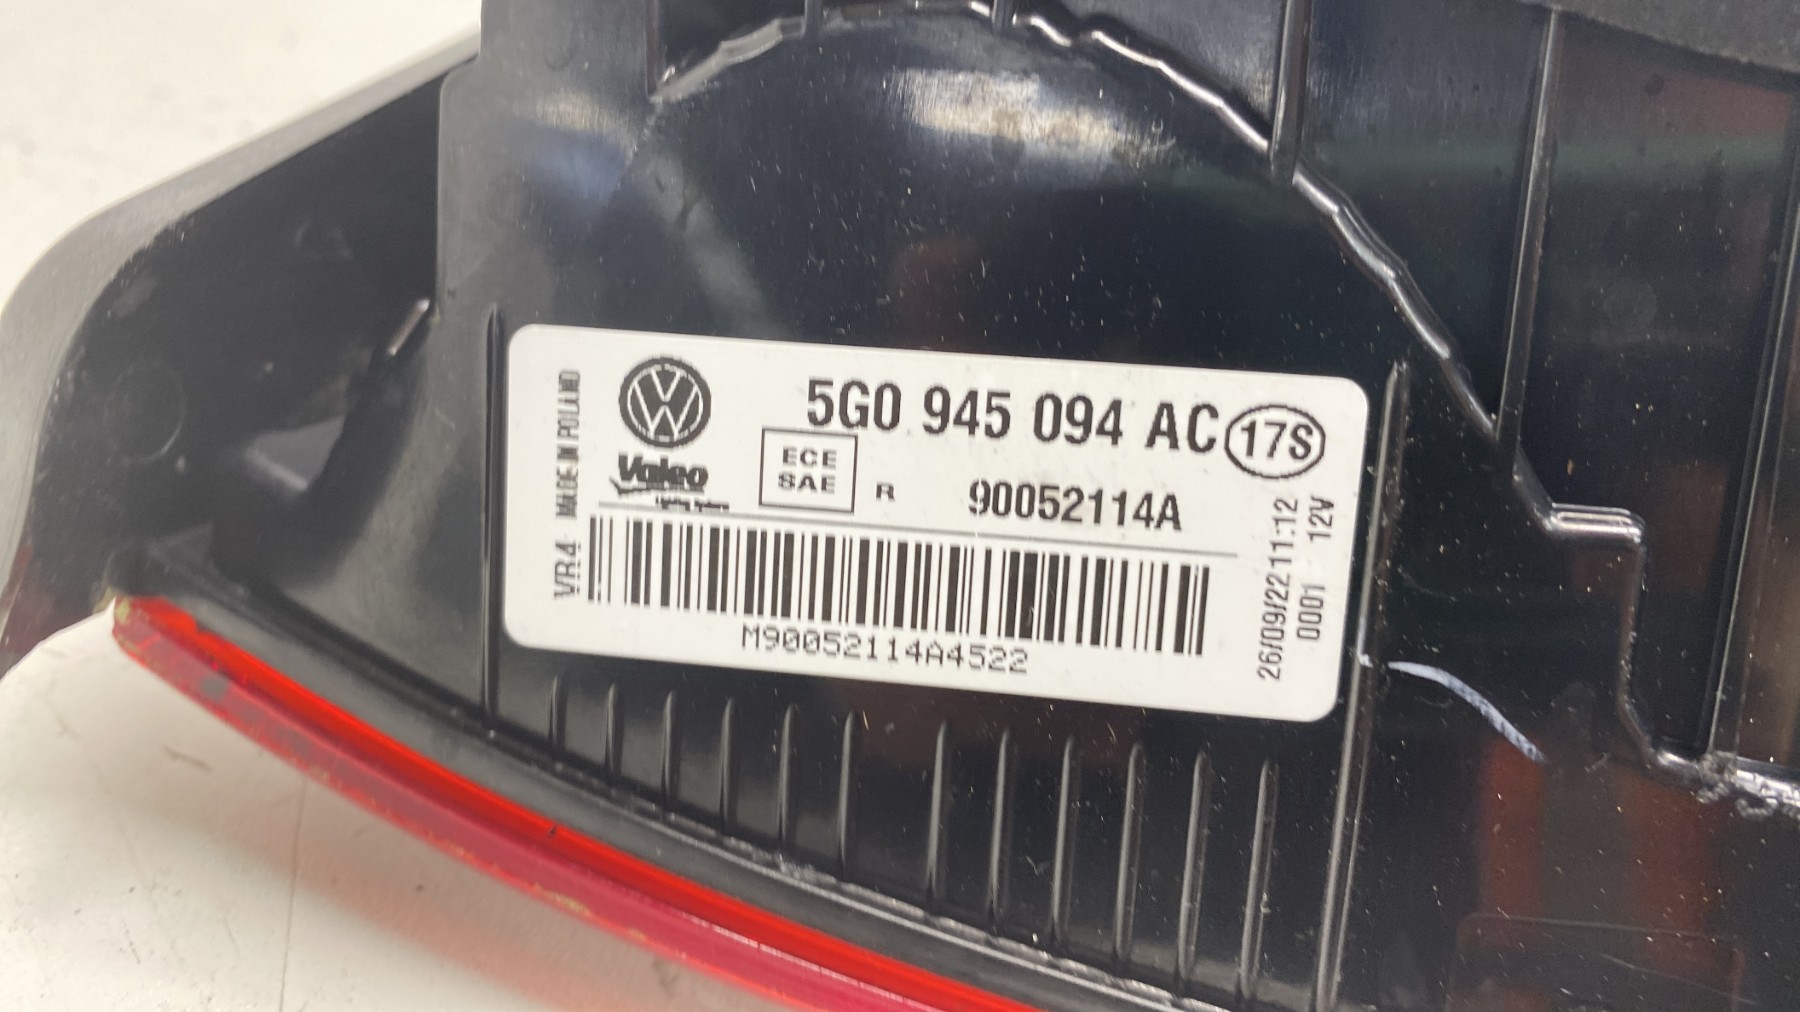 5G0 945 094 AC 17S
MADE IN POLAND
Valeo
ECE
SAE
R 90052114A
VR4
M90052114A4522
26/09/22 11:12
0001 12V